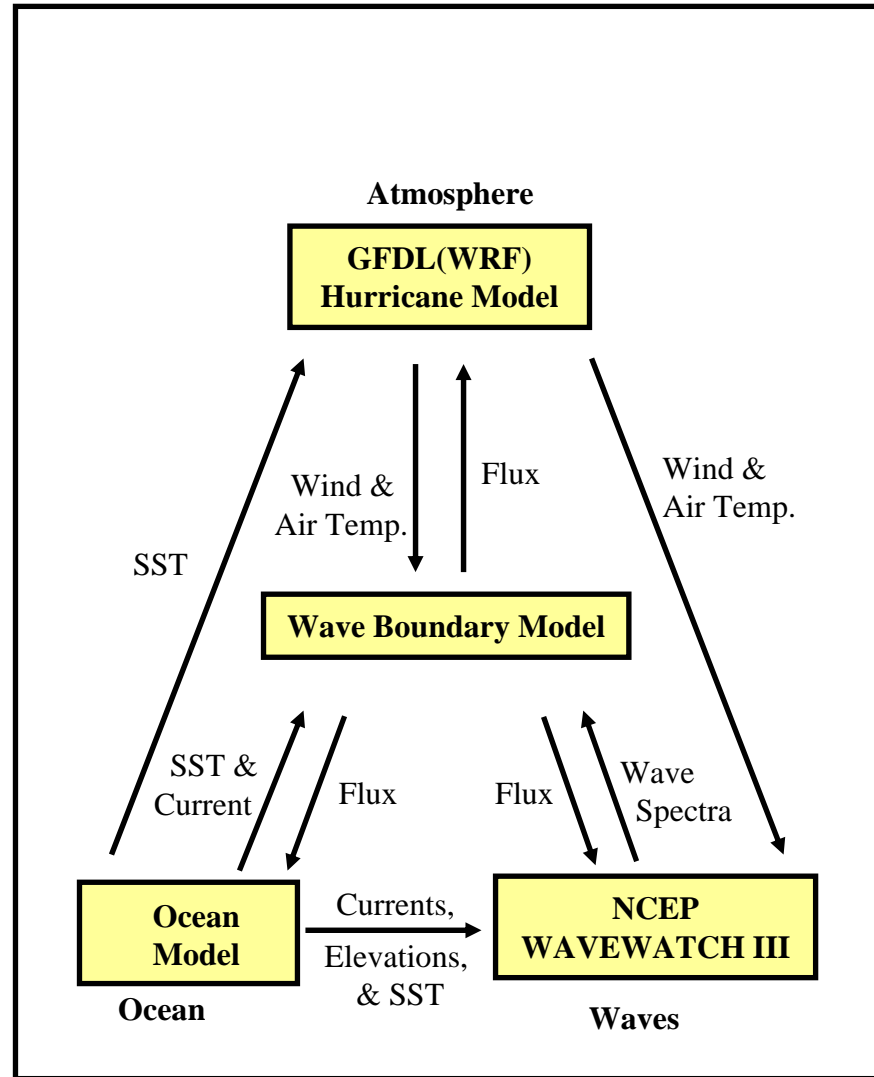 Atmosphere
GFDL(WRF)
Hurricane Model
Wind &
Air Temp.
Flux
Wind &
Air Temp.
SST
Wave Boundary Model
SST &
Current
Flux
Flux
Wave
Spectra
Ocean
Model
Currents,
Elevations,
& SST
NCEP
WAVEWATCH III
Ocean
Waves